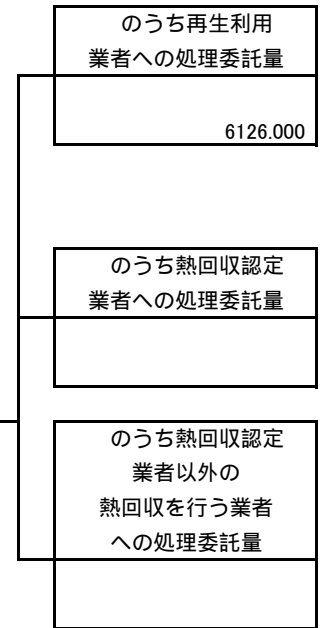 のうち再生利用
業者への処理委託量
6126.000
のうち熱回収認定
業者への処理委託量
のうち熱回収認定
業者以外の
熱回収を行う業者
への処理委託量